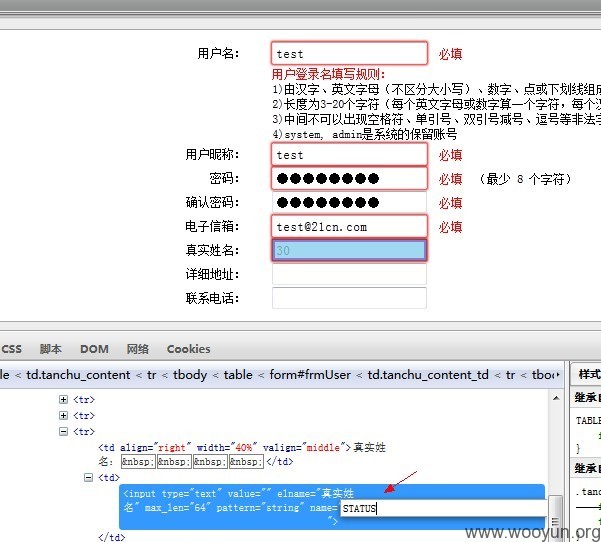 用户名: test 必填
用户登录名填写规则:
1)由汉字、英文字母(不区分大小写)、数字、点或下划线组成
2)长度为3-20个字符(每个英文字母或数字算一个字符,每个汉
3)中间不可以出现空格符、单引号、双引号减号、逗号等非法字
4)system, admin是系统的保留账号
用户昵称: test 必填
密码: ●●●●●●●● 必填 (最少 8 个字符)
确认密码: ●●●●●●●● 必填
电子信箱: test@21cn.com 必填
真实姓名: 30
详细地址:
联系电话:
CSS 脚本 DOM 网络 Cookies
le < td.tanchu_content < tr < tbody < table < form#frmUser < td.tanchu_content_td < tr < tboo
样式
<tr>
继承自
<tr>
TABLE
<tr>
}
<td align="right" width="40%" valign="middle">真实姓
名: &nbsp;&nbsp;&nbsp;&nbsp;</td>
继承自
<td>
.tanc
<input type="text" value="" elname="真实姓
名" max_len="64" pattern="string" name=STATUS
">
</td>
}
www.wooyun.org